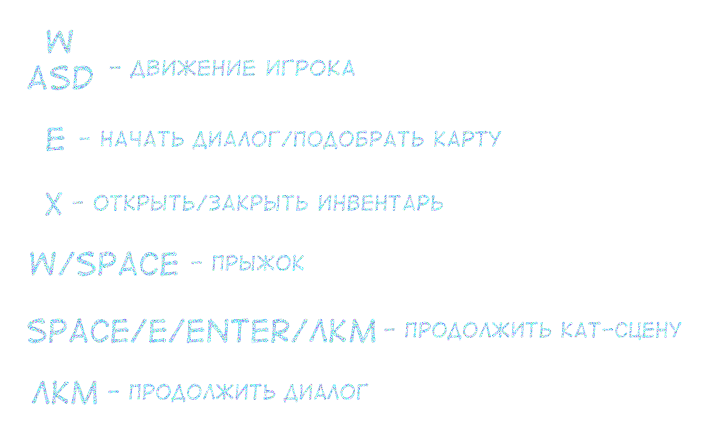 W
ASD - ДВИЖЕНИЕ ИГРОКА
E - НАЧАТЬ ДИАЛОГ/ПОДОБРАТЬ КАРТУ
X - ОТКРЫТЬ/ЗАКРЫТЬ ИНВЕНТАРЬ
W/SPACE - ПРЫЖОК
SPACE/E/ENTER/ЛКМ - ПРОДОЛЖИТЬ КАТ-СЦЕНУ
ЛКМ - ПРОДОЛЖИТЬ ДИАЛОГ